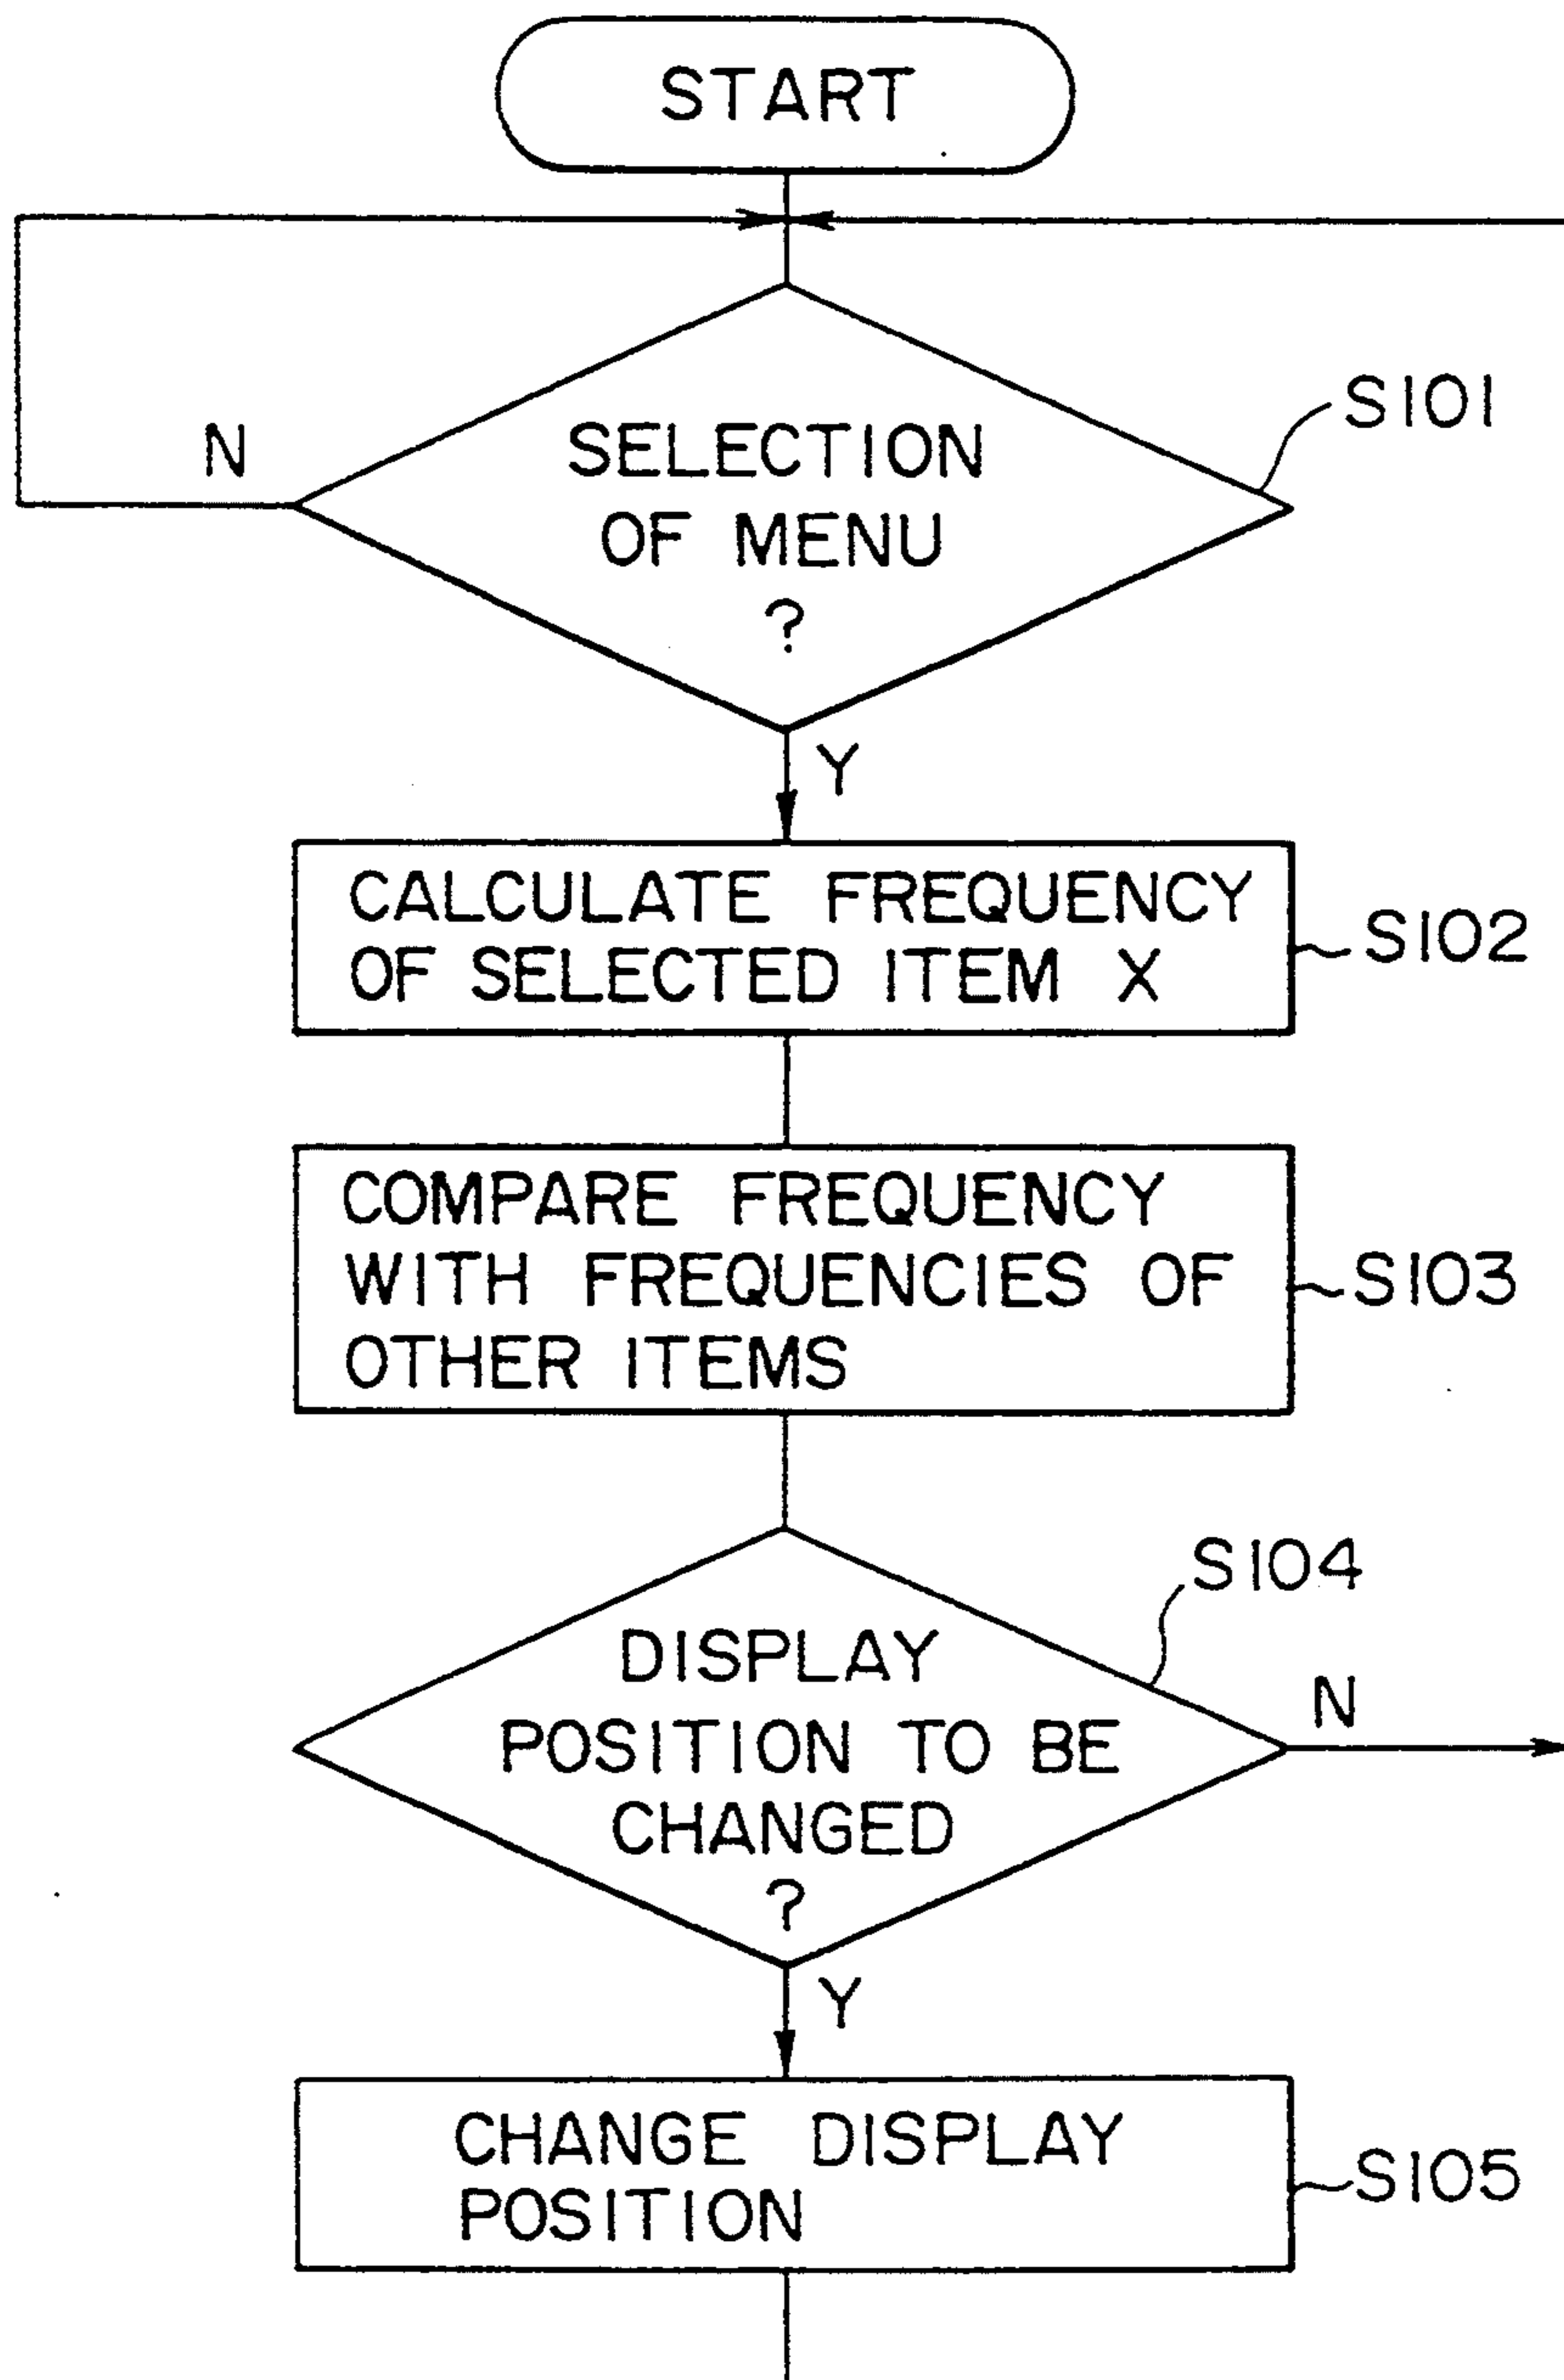 START
N
SELECTION
OF MENU
?
S101
Y
CALCULATE FREQUENCY
OF SELECTED ITEM X
S102
COMPARE FREQUENCY
WITH FREQUENCIES OF
OTHER ITEMS
S103
S104
DISPLAY
POSITION TO BE
CHANGED
?
N
Y
CHANGE DISPLAY
POSITION
S105